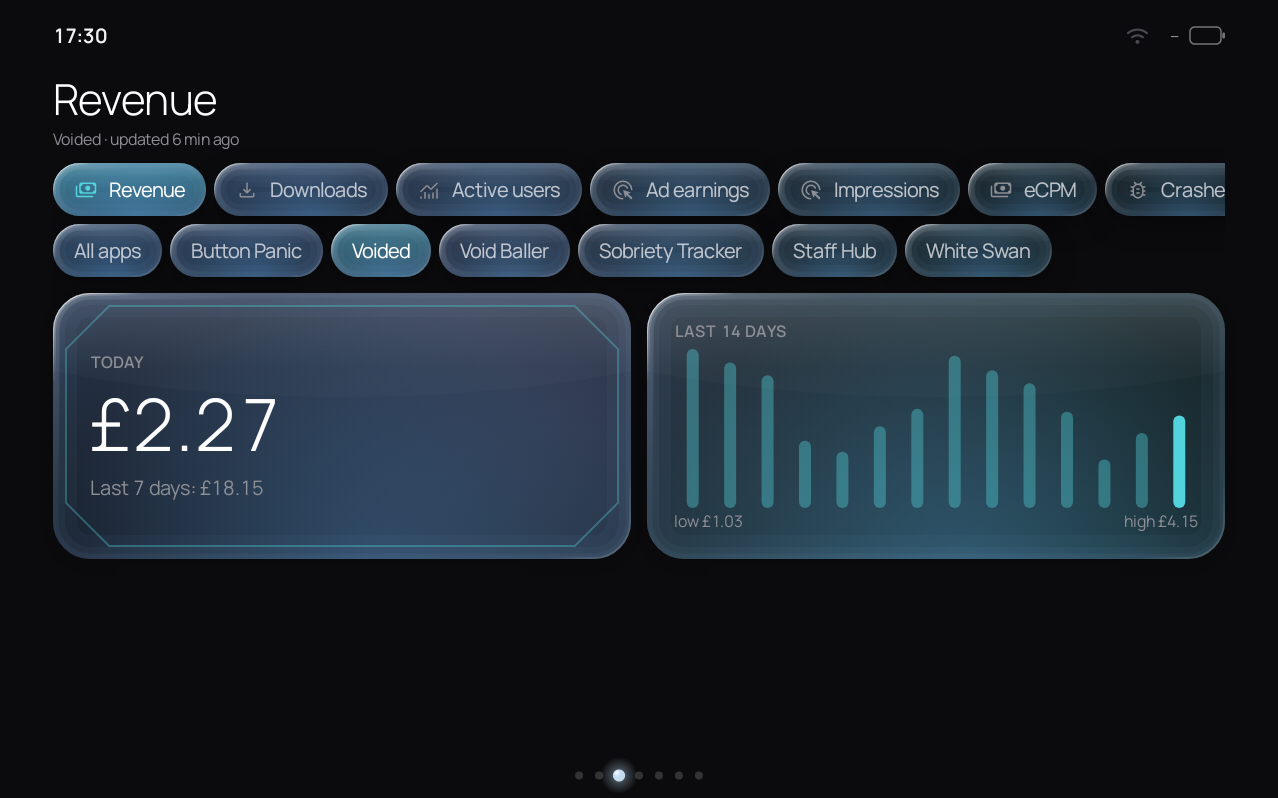 17:30
–
Revenue
Voided · updated 6 min ago
Revenue Downloads Active users Ad earnings Impressions eCPM Crashe
All apps Button Panic Voided Void Baller Sobriety Tracker Staff Hub White Swan
TODAY
£2.27
Last 7 days: £18.15
LAST 14 DAYS
low £1.03 high £4.15